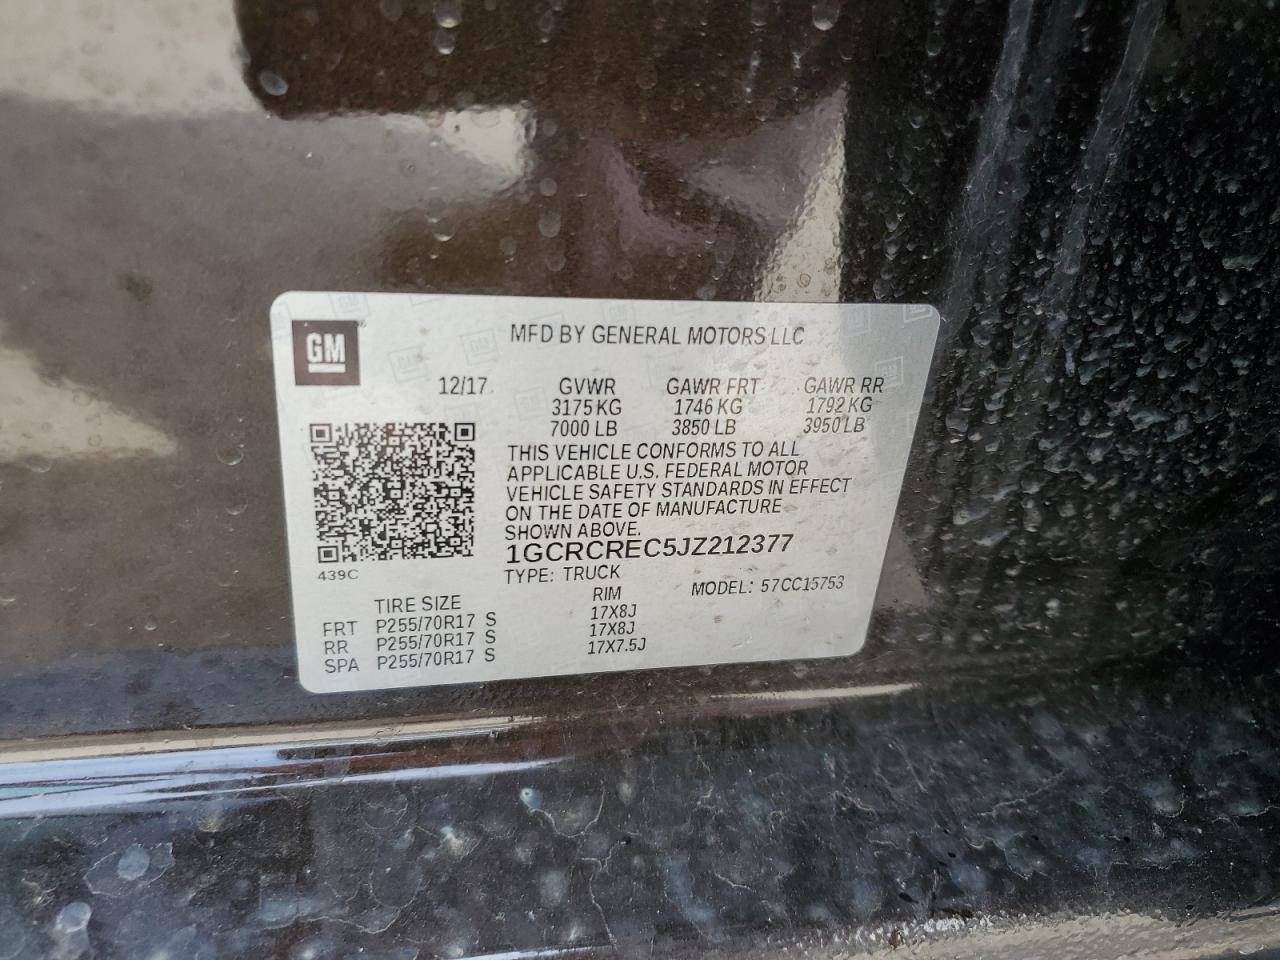 GM
MFD BY GENERAL MOTORS LLC
12/17 GVWR GAWR FRT GAWR RR
3175 KG 1746 KG 1792 KG
7000 LB 3850 LB 3950 LB
THIS VEHICLE CONFORMS TO ALL
APPLICABLE U.S. FEDERAL MOTOR
VEHICLE SAFETY STANDARDS IN EFFECT
ON THE DATE OF MANUFACTURE
SHOWN ABOVE.
1GCRCREC5JZ212377
439C
TYPE: TRUCK MODEL: 57CC15753
TIRE SIZE RIM
FRT P255/70R17 S 17X8J
RR P255/70R17 S 17X8J
SPA P255/70R17 S 17X7.5J